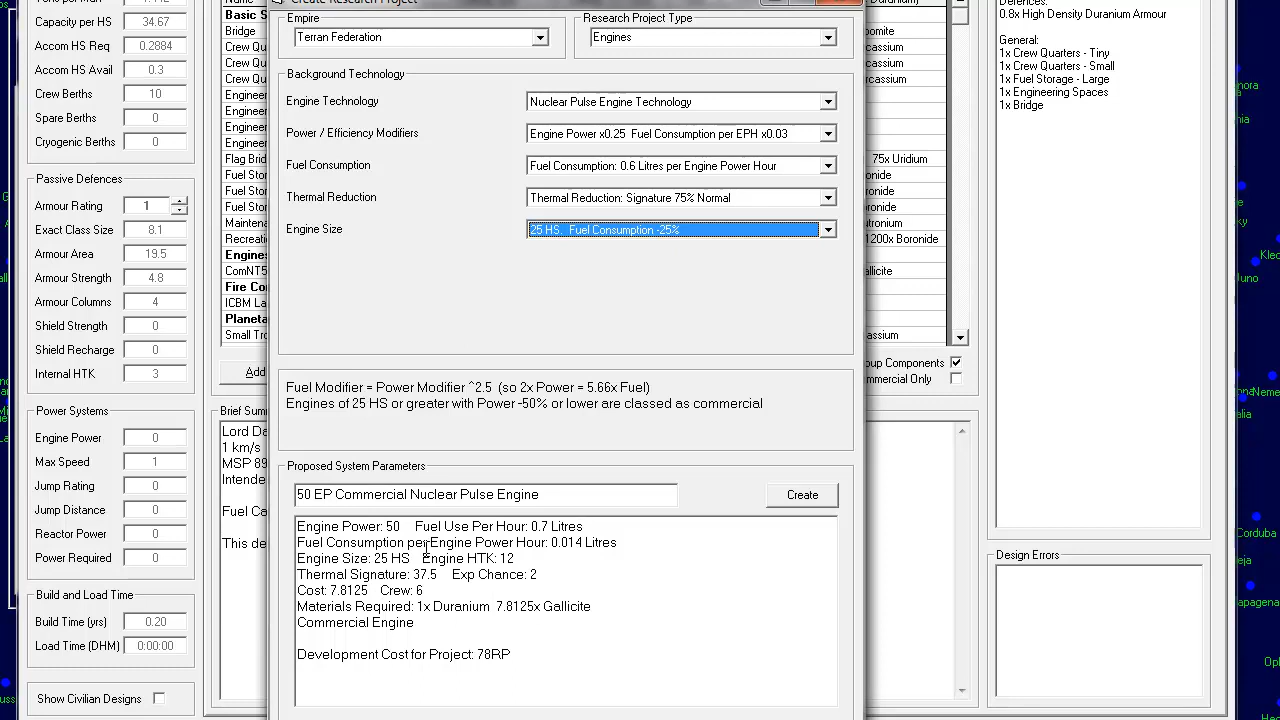 Create Research Project
Empire
Terran Federation
Research Project Type
Engines
Background Technology
Engine Technology
Nuclear Pulse Engine Technology
Power / Efficiency Modifiers
Engine Power x0.25 Fuel Consumption per EPH x0.03
Fuel Consumption
Fuel Consumption: 0.6 Litres per Engine Power Hour
Thermal Reduction
Thermal Reduction: Signature 75% Normal
Engine Size
25 HS. Fuel Consumption -25%
Fuel Modifier = Power Modifier ^2.5 (so 2x Power = 5.66x Fuel)
Engines of 25 HS or greater with Power -50% or lower are classed as commercial
Proposed System Parameters
50 EP Commercial Nuclear Pulse Engine
Create
Engine Power: 50 Fuel Use Per Hour: 0.7 Litres
Fuel Consumption per Engine Power Hour: 0.014 Litres
Engine Size: 25 HS Engine HTK: 12
Thermal Signature: 37.5 Exp Chance: 2
Cost: 7.8125 Crew: 6
Materials Required: 1x Duranium 7.8125x Gallicite
Commercial Engine
Development Cost for Project: 78RP
Capacity per HS 34.67
Accom HS Req 0.2884
Accom HS Avail 0.3
Crew Berths 10
Spare Berths 0
Cryogenic Berths 0
Passive Defences
Armour Rating 1
Exact Class Size 8.1
Armour Area 19.5
Armour Strength 4.8
Armour Columns 4
Shield Strength 0
Shield Recharge 0
Internal HTK 3
Power Systems
Engine Power 0
Max Speed 1
Jump Rating 0
Jump Distance 0
Reactor Power 0
Power Required 0
Build and Load Time
Build Time (yrs) 0.20
Load Time (DHM) 0:00:00
Show Civilian Designs
Basic S
Bridge
Crew Qu
Crew Qu
Crew Qu
Engineer
Engineer
Engineer
Engineer
Flag Brid
75x Uridium
Fuel Stor
Fuel Stor
Fuel Stor
Maintena
Recreati
1200x Boronide
Engines
ComNT5
Fire Co
ICBM La
Planeta
Small Tro
Add
Brief Sum
Lord Da
1 km/s
MSP 89
Intende
Fuel Ca
This de
oup Components
mmercial Only
Defences:
0.8x High Density Duranium Armour
General:
1x Crew Quarters - Tiny
1x Crew Quarters - Small
1x Fuel Storage - Large
1x Engineering Spaces
1x Bridge
Design Errors
Corduba
apagena